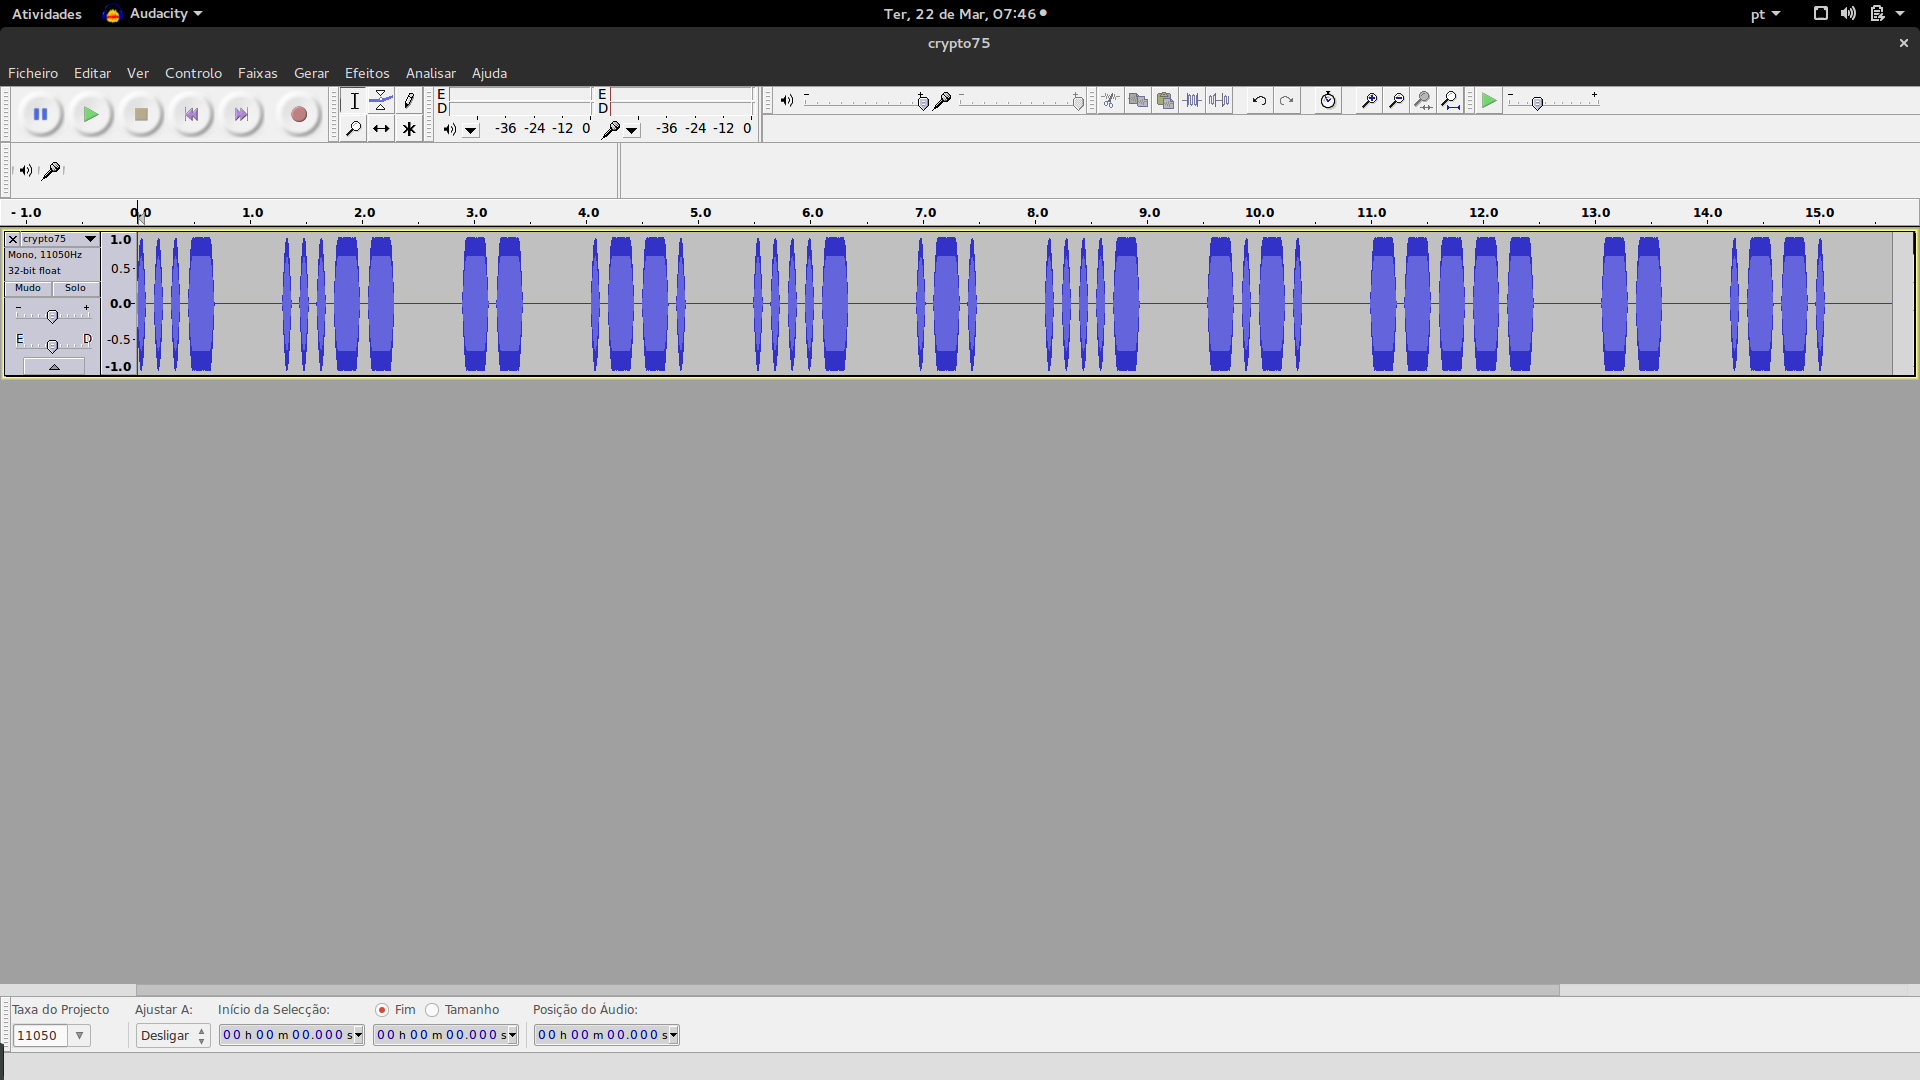 Atividades Audacity Ter, 22 de Mar, 07:46 pt
crypto75
Ficheiro Editar Ver Controlo Faixas Gerar Efeitos Analisar Ajuda
E E
D D
-36 -24 -12 0 -36 -24 -12 0
- 1.0 0.0 1.0 2.0 3.0 4.0 5.0 6.0 7.0 8.0 9.0 10.0 11.0 12.0 13.0 14.0 15.0
crypto75 1.0
Mono, 11050Hz
32-bit float 0.5
Mudo Solo
- + 0.0
E D -0.5
-1.0
Taxa do Projecto Ajustar A: Início da Selecção: Fim Tamanho Posição do Áudio:
11050 Desligar 00 h 00 m 00.000 s 00 h 00 m 00.000 s 00 h 00 m 00.000 s